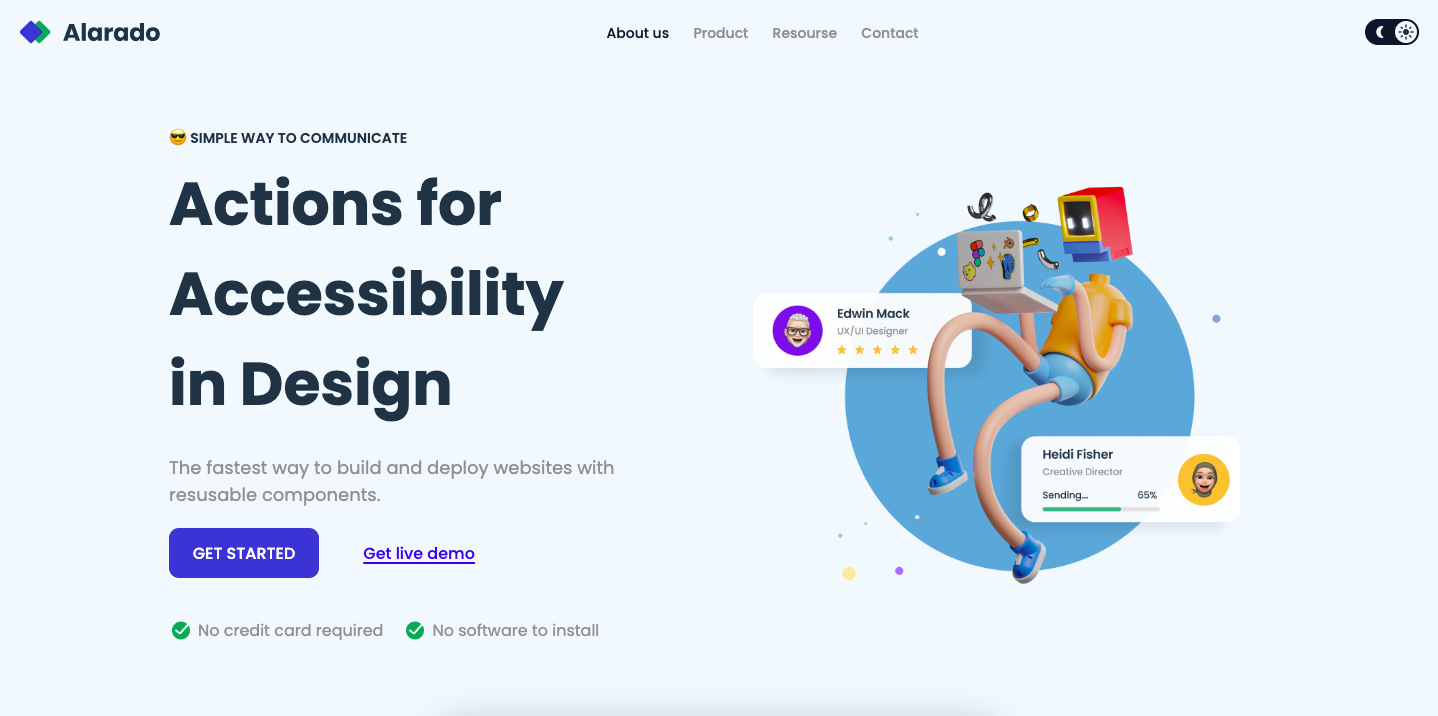 Alarado
About us
Product
Resourse
Contact
😎 SIMPLE WAY TO COMMUNICATE
Actions for
Accessibility
in Design
The fastest way to build and deploy websites with
resusable components.
GET STARTED
Get live demo
No credit card required
No software to install
Edwin Mack
UX/UI Designer
Heidi Fisher
Creative Director
Sending...
65%